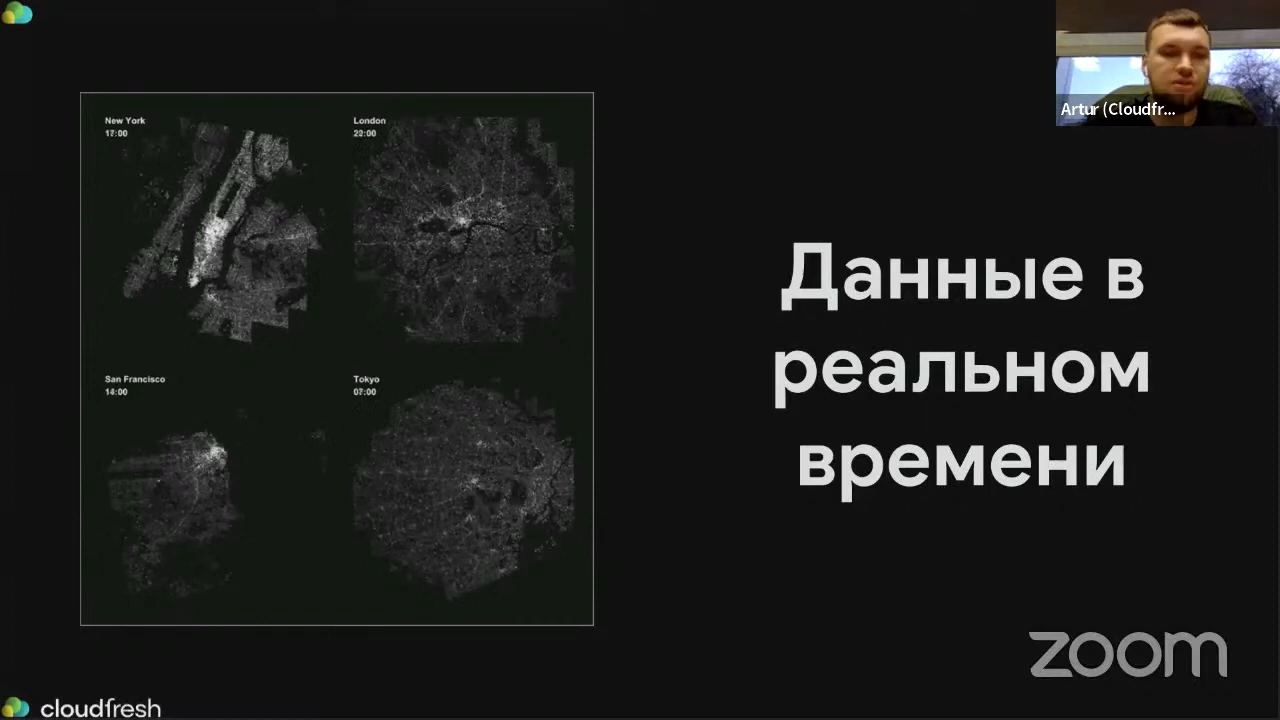 Artur (Cloudfr...
New York
17:00
London
22:00
San Francisco
14:00
Tokyo
07:00
Данные в
реальном
времени
zoom
cloudfresh